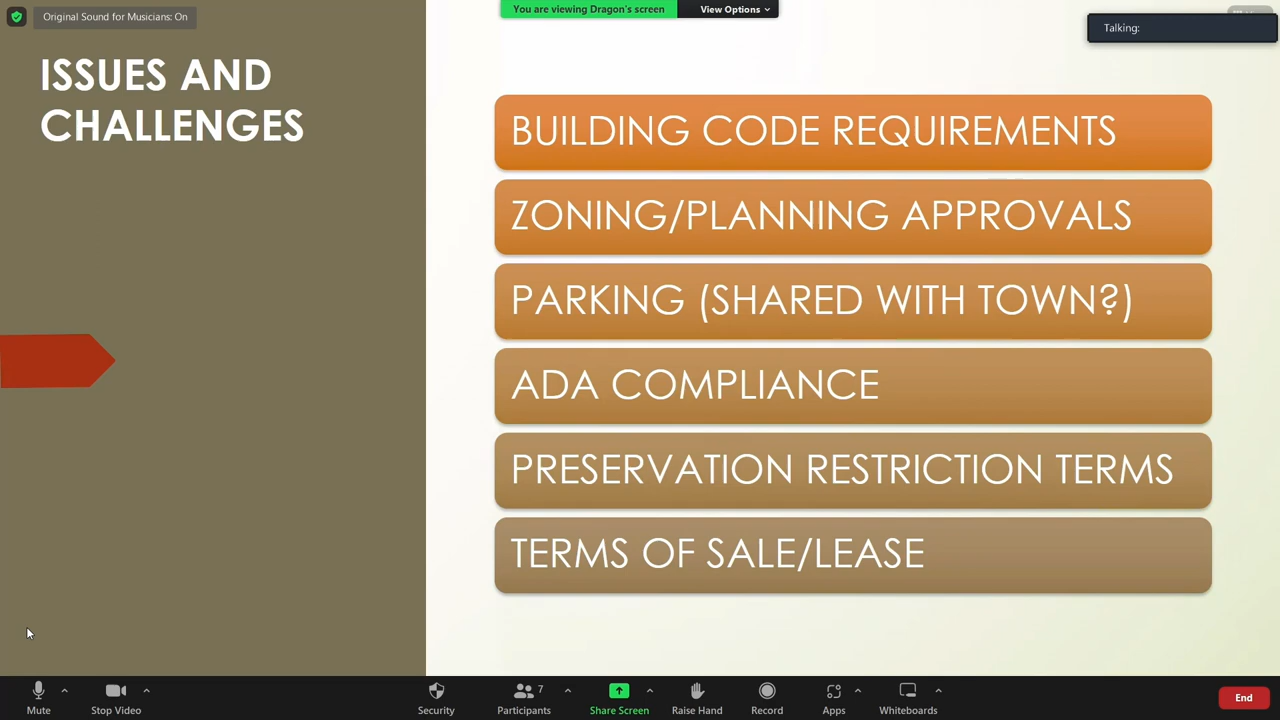 Original Sound for Musicians: On
You are viewing Dragon's screen
View Options
Talking:
ISSUES AND
CHALLENGES
BUILDING CODE REQUIREMENTS
ZONING/PLANNING APPROVALS
PARKING (SHARED WITH TOWN?)
ADA COMPLIANCE
PRESERVATION RESTRICTION TERMS
TERMS OF SALE/LEASE
Mute
Stop Video
Security
Participants
7
Share Screen
Raise Hand
Record
Apps
Whiteboards
End